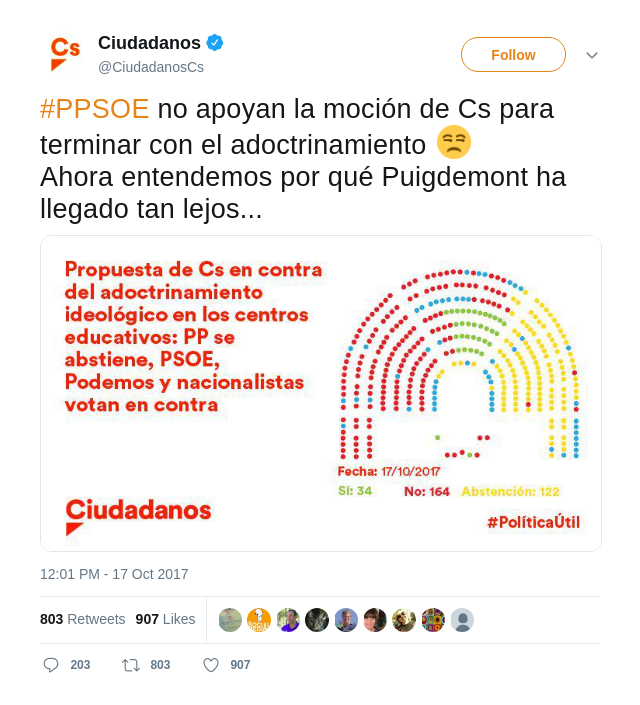 Cs
Ciudadanos
@CiudadanosCs
Follow
#PPSOE no apoyan la moción de Cs para
terminar con el adoctrinamiento 😒
Ahora entendemos por qué Puigdemont ha
llegado tan lejos...
Propuesta de Cs en contra
del adoctrinamiento
ideológico en los centros
educativos: PP se
abstiene, PSOE,
Podemos y nacionalistas
votan en contra
Fecha: 17/10/2017
Sí: 34 No: 164 Abstención: 122
Ciudadanos
#PolíticaÚtil
12:01 PM - 17 Oct 2017
803 Retweets 907 Likes
203 803 907